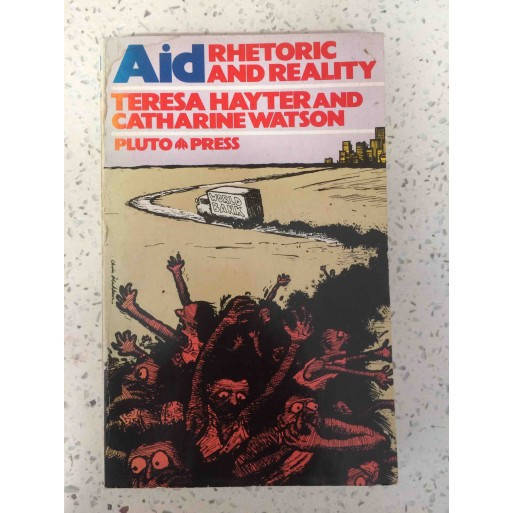 Aid RHETORIC
AND REALITY
TERESA HAYTER AND
CATHARINE WATSON
PLUTO PRESS
WORLD
BANK